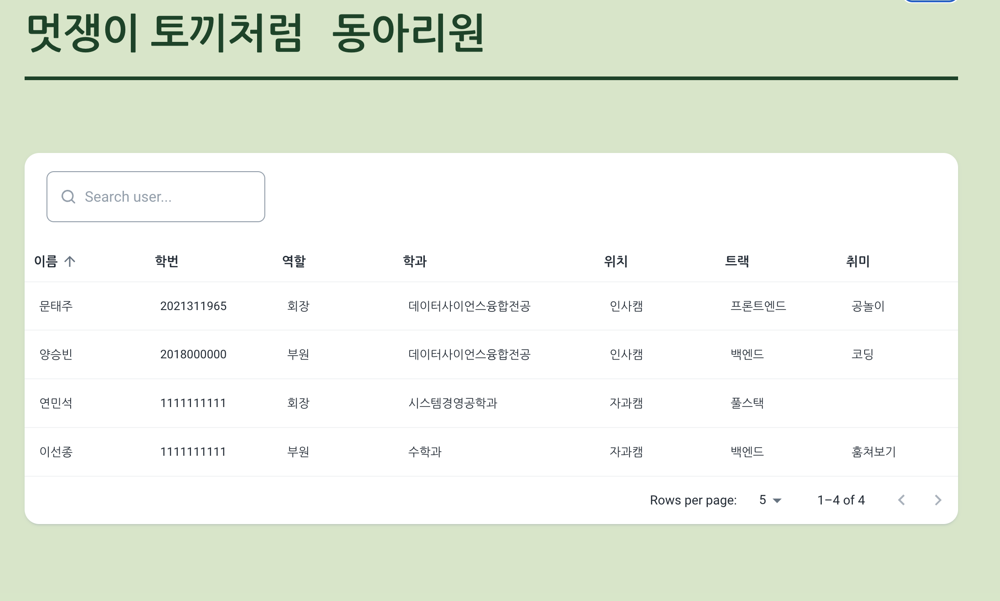 멋쟁이 토끼처럼 동아리원
Search user...
이름 학번 역할 학과 위치 트랙 취미
문태주 2021311965 회장 데이터사이언스융합전공 인사캠 프론트엔드 공놀이
양승빈 2018000000 부원 데이터사이언스융합전공 인사캠 백엔드 코딩
연민석 1111111111 회장 시스템경영공학과 자과캠 풀스택
이선종 1111111111 부원 수학과 자과캠 백엔드 훔쳐보기
Rows per page: 5 1–4 of 4